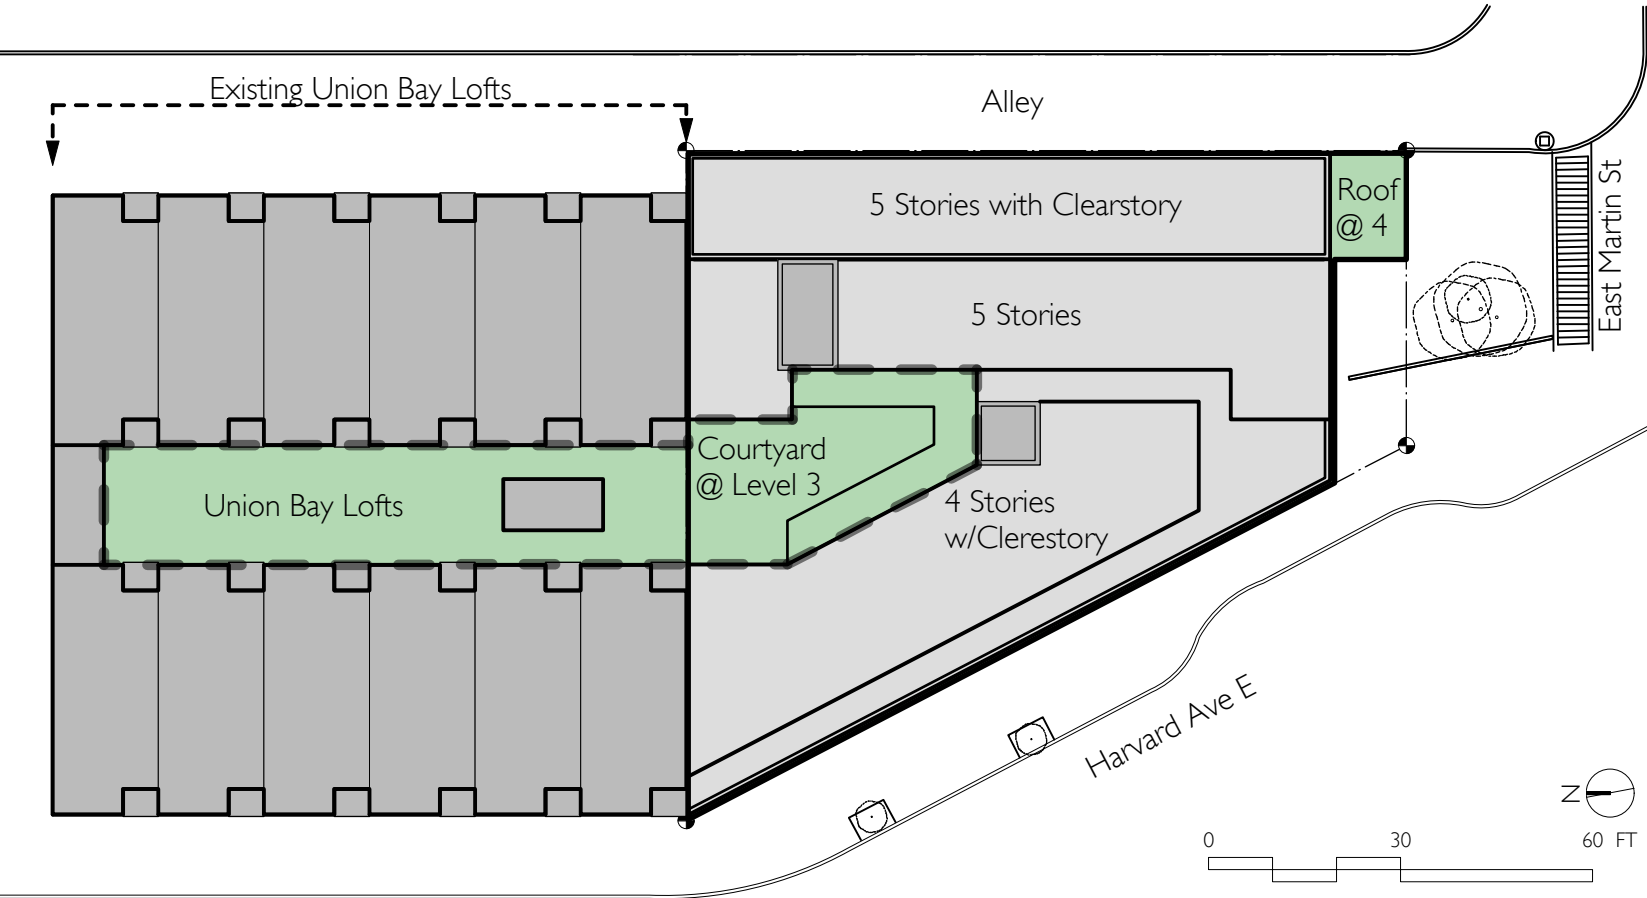 Existing Union Bay Lofts
Alley
5 Stories with Clearstory
Roof
@ 4
East Martin St
5 Stories
Courtyard
@ Level 3
Union Bay Lofts
4 Stories
w/Clerestory
Harvard Ave E
N
0 30 60 FT